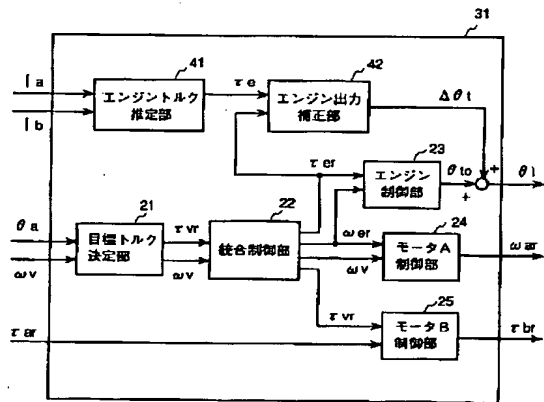 31
41
42
Ia
Ib
エンジントルク
推定部
τe
エンジン出力
補正部
Δθt
τer
23
エンジン
制御部
θto
+
+
θt
21
22
θa
ωv
目標トルク
決定部
τvr
ωv
統合制御部
ωer
ωv
24
モータA
制御部
ωar
τvr
25
τar
モータB
制御部
τbr